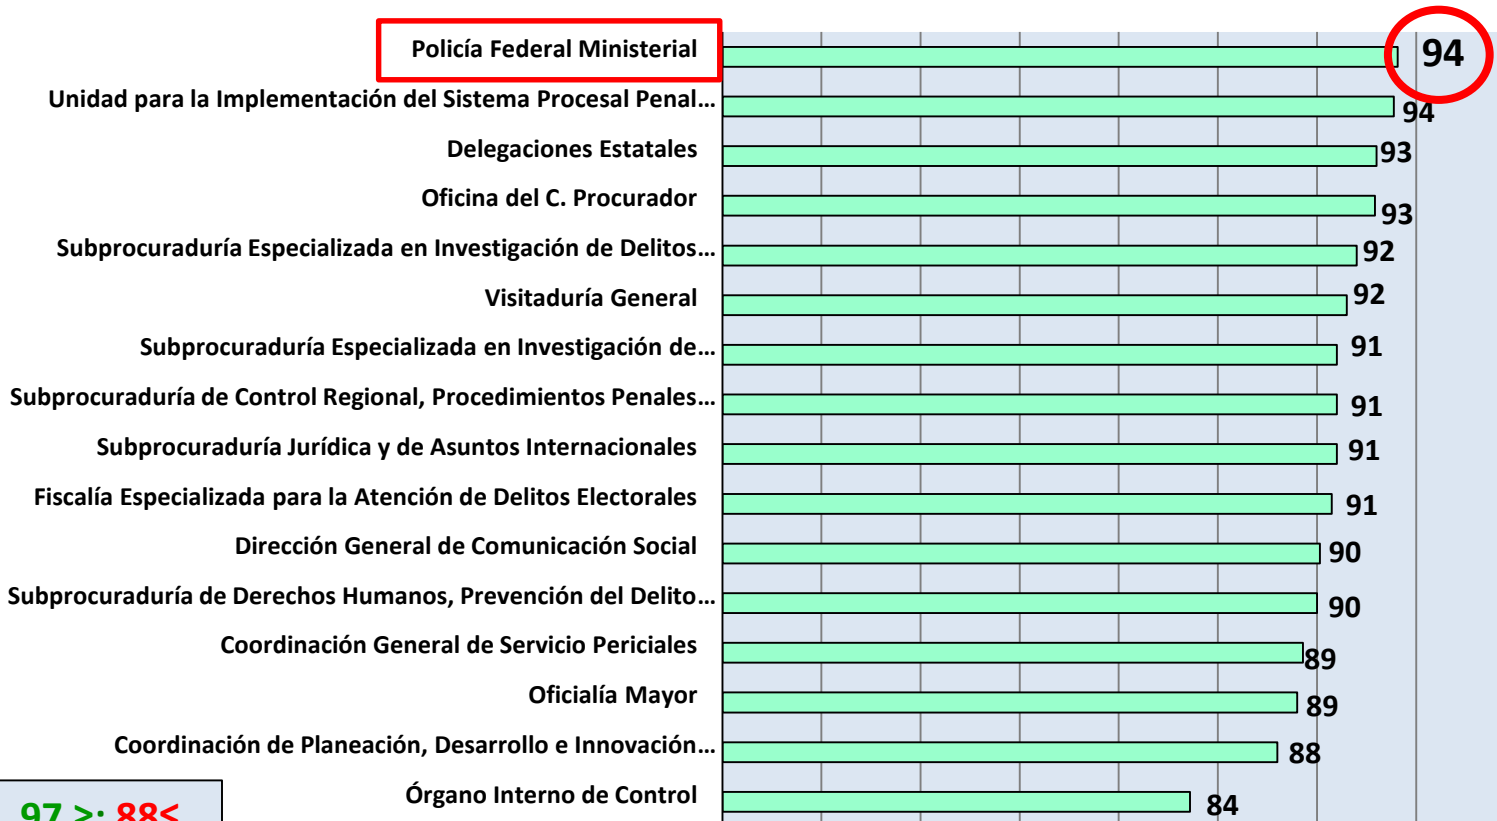 Policía Federal Ministerial 94
Unidad para la Implementación del Sistema Procesal Penal... 94
Delegaciones Estatales 93
Oficina del C. Procurador 93
Subprocuraduría Especializada en Investigación de Delitos... 92
Visitaduría General 92
Subprocuraduría Especializada en Investigación de... 91
Subprocuraduría de Control Regional, Procedimientos Penales... 91
Subprocuraduría Jurídica y de Asuntos Internacionales 91
Fiscalía Especializada para la Atención de Delitos Electorales 91
Dirección General de Comunicación Social 90
Subprocuraduría de Derechos Humanos, Prevención del Delito... 90
Coordinación General de Servicio Periciales 89
Oficialía Mayor 89
Coordinación de Planeación, Desarrollo e Innovación... 88
Órgano Interno de Control 84
97 >; 88<